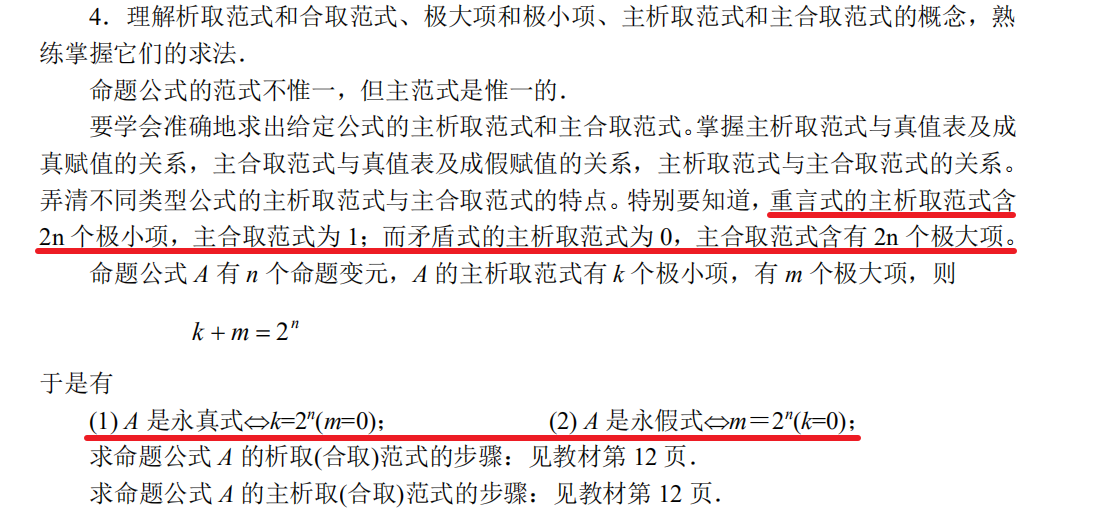 4．理解析取范式和合取范式、极大项和极小项、主析取范式和主合取范式的概念，熟
练掌握它们的求法．
命题公式的范式不惟一，但主范式是惟一的．
要学会准确地求出给定公式的主析取范式和主合取范式。掌握主析取范式与真值表及成
真赋值的关系，主合取范式与真值表及成假赋值的关系，主析取范式与主合取范式的关系。
弄清不同类型公式的主析取范式与主合取范式的特点。特别要知道，重言式的主析取范式含
2n 个极小项，主合取范式为 1；而矛盾式的主析取范式为 0，主合取范式含有 2n 个极大项。
命题公式 A 有 n 个命题变元，A 的主析取范式有 k 个极小项，有 m 个极大项，则
k + m = 2ⁿ
于是有
(1) A 是永真式⇔k=2ⁿ(m=0); (2) A 是永假式⇔m＝2ⁿ(k=0);
求命题公式 A 的析取(合取)范式的步骤：见教材第 12 页．
求命题公式 A 的主析取(合取)范式的步骤：见教材第 12 页．